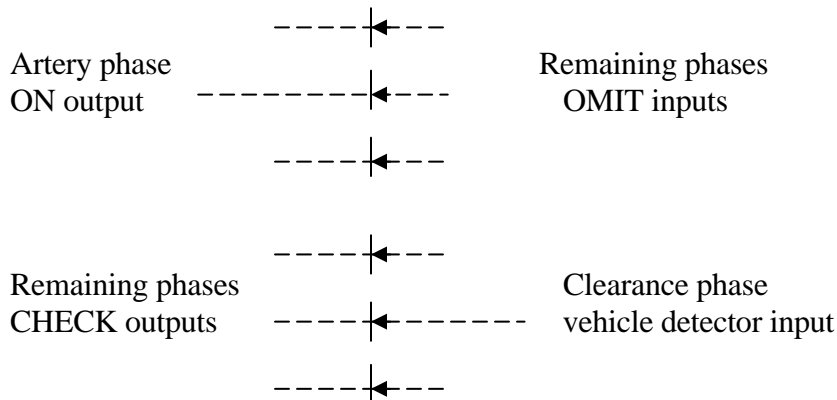 Artery phase
ON output
Remaining phases
OMIT inputs
Remaining phases
CHECK outputs
Clearance phase
vehicle detector input